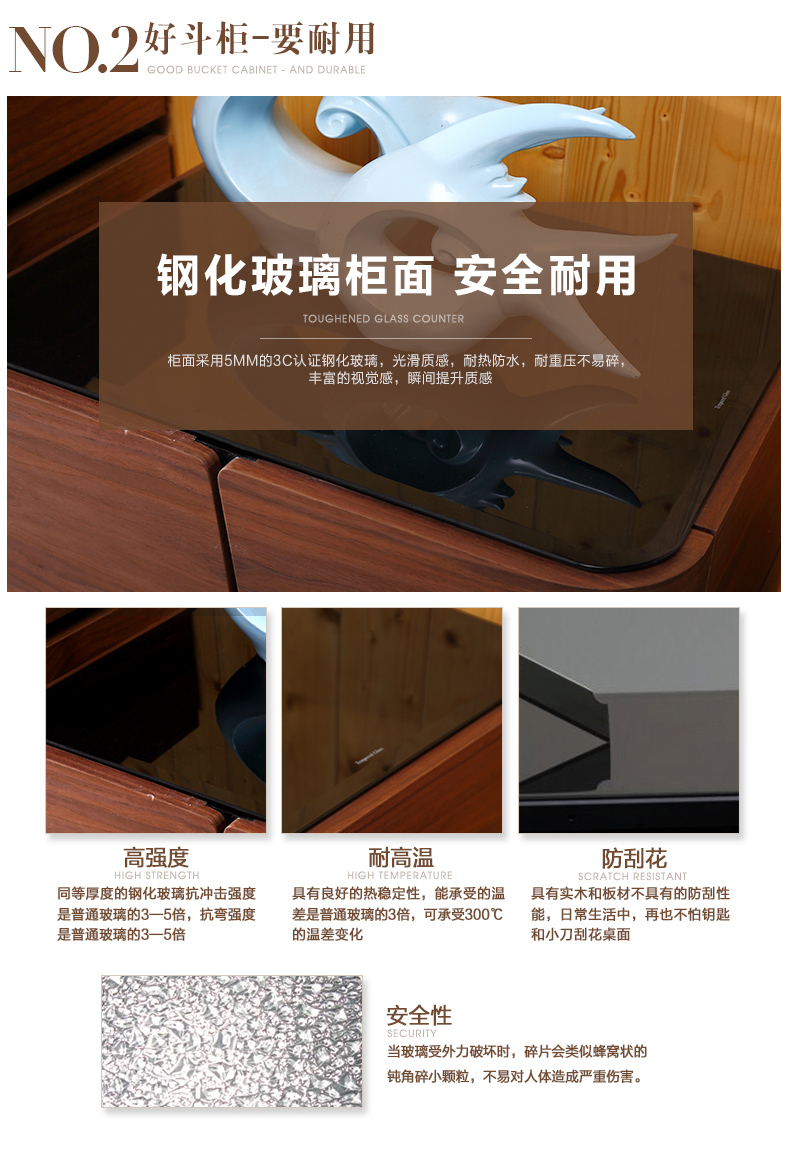 NO.2 好斗柜-要耐用
GOOD BUCKET CABINET - AND DURABLE
钢化玻璃柜面 安全耐用
TOUGHENED GLASS COUNTER
柜面采用5MM的3C认证钢化玻璃，光滑质感，耐热防水，耐重压不易碎，
丰富的视觉感，瞬间提升质感
Tempered Glass
Tempered Glass
高强度
HIGH STRENGTH
同等厚度的钢化玻璃抗冲击强度
是普通玻璃的3—5倍，抗弯强度
是普通玻璃的3—5倍
耐高温
HIGH TEMPERATURE
具有良好的热稳定性，能承受的温
差是普通玻璃的3倍，可承受300℃
的温差变化
防刮花
SCRATCH RESISTANT
具有实木和板材不具有的防刮性
能，日常生活中，再也不怕钥匙
和小刀刮花桌面
安全性
SECURITY
当玻璃受外力破坏时，碎片会类似蜂窝状的
钝角碎小颗粒，不易对人体造成严重伤害。